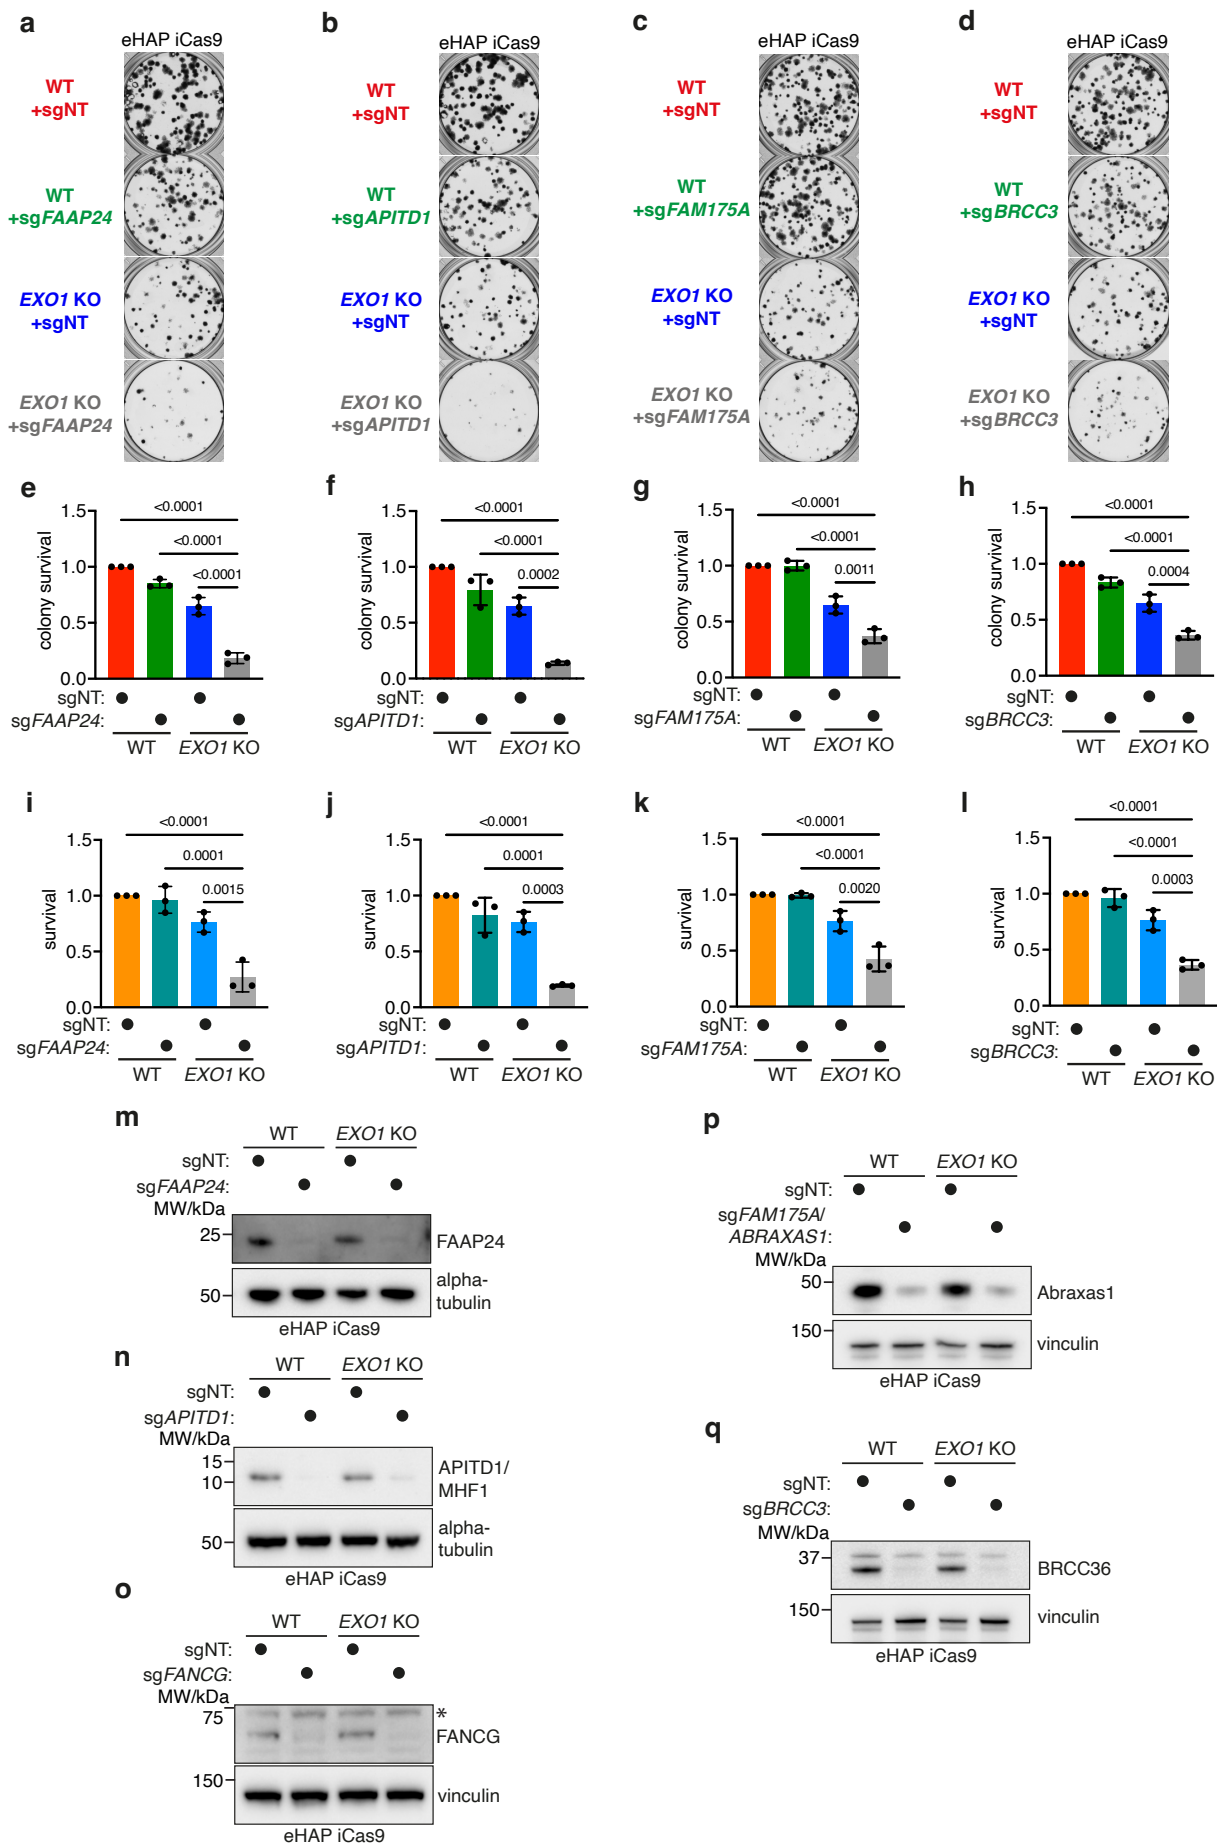 a
eHAP iCas9
WT
+sgNT
WT
+sgFAAP24
EXO1 KO
+sgNT
EXO1 KO
+sgFAAP24
b
eHAP iCas9
WT
+sgNT
WT
+sgAPITD1
EXO1 KO
+sgNT
EXO1 KO
+sgAPITD1
c
eHAP iCas9
WT
+sgNT
WT
+sgFAM175A
EXO1 KO
+sgNT
EXO1 KO
+sgFAM175A
d
eHAP iCas9
WT
+sgNT
WT
+sgBRCC3
EXO1 KO
+sgNT
EXO1 KO
+sgBRCC3
e
<0.0001
<0.0001
<0.0001
colony survival
1.5
1.0
0.5
0.0
sgNT:
sgFAAP24:
WT
EXO1 KO
f
<0.0001
<0.0001
0.0002
colony survival
1.5
1.0
0.5
0.0
sgNT:
sgAPITD1:
WT
EXO1 KO
g
<0.0001
<0.0001
0.0011
colony survival
1.5
1.0
0.5
0.0
sgNT:
sgFAM175A:
WT
EXO1 KO
h
<0.0001
<0.0001
0.0004
colony survival
1.5
1.0
0.5
0.0
sgNT:
sgBRCC3:
WT
EXO1 KO
i
<0.0001
0.0001
0.0015
survival
1.5
1.0
0.5
0.0
sgNT:
sgFAAP24:
WT
EXO1 KO
j
<0.0001
0.0001
0.0003
survival
1.5
1.0
0.5
0.0
sgNT:
sgAPITD1:
WT
EXO1 KO
k
<0.0001
<0.0001
0.0020
survival
1.5
1.0
0.5
0.0
sgNT:
sgFAM175A:
WT
EXO1 KO
l
<0.0001
<0.0001
0.0003
survival
1.5
1.0
0.5
0.0
sgNT:
sgBRCC3:
WT
EXO1 KO
m
WT
EXO1 KO
sgNT:
sgFAAP24:
MW/kDa
25
FAAP24
50
alpha-
tubulin
eHAP iCas9
n
WT
EXO1 KO
sgNT:
sgAPITD1:
MW/kDa
15
10
APITD1/
MHF1
50
alpha-
tubulin
eHAP iCas9
o
WT
EXO1 KO
sgNT:
sgFANCG:
MW/kDa
75
*
FANCG
150
vinculin
eHAP iCas9
p
WT
EXO1 KO
sgNT:
sgFAM175A/
ABRAXAS1:
MW/kDa
50
Abraxas1
150
vinculin
eHAP iCas9
q
WT
EXO1 KO
sgNT:
sgBRCC3:
MW/kDa
37
BRCC36
150
vinculin
eHAP iCas9